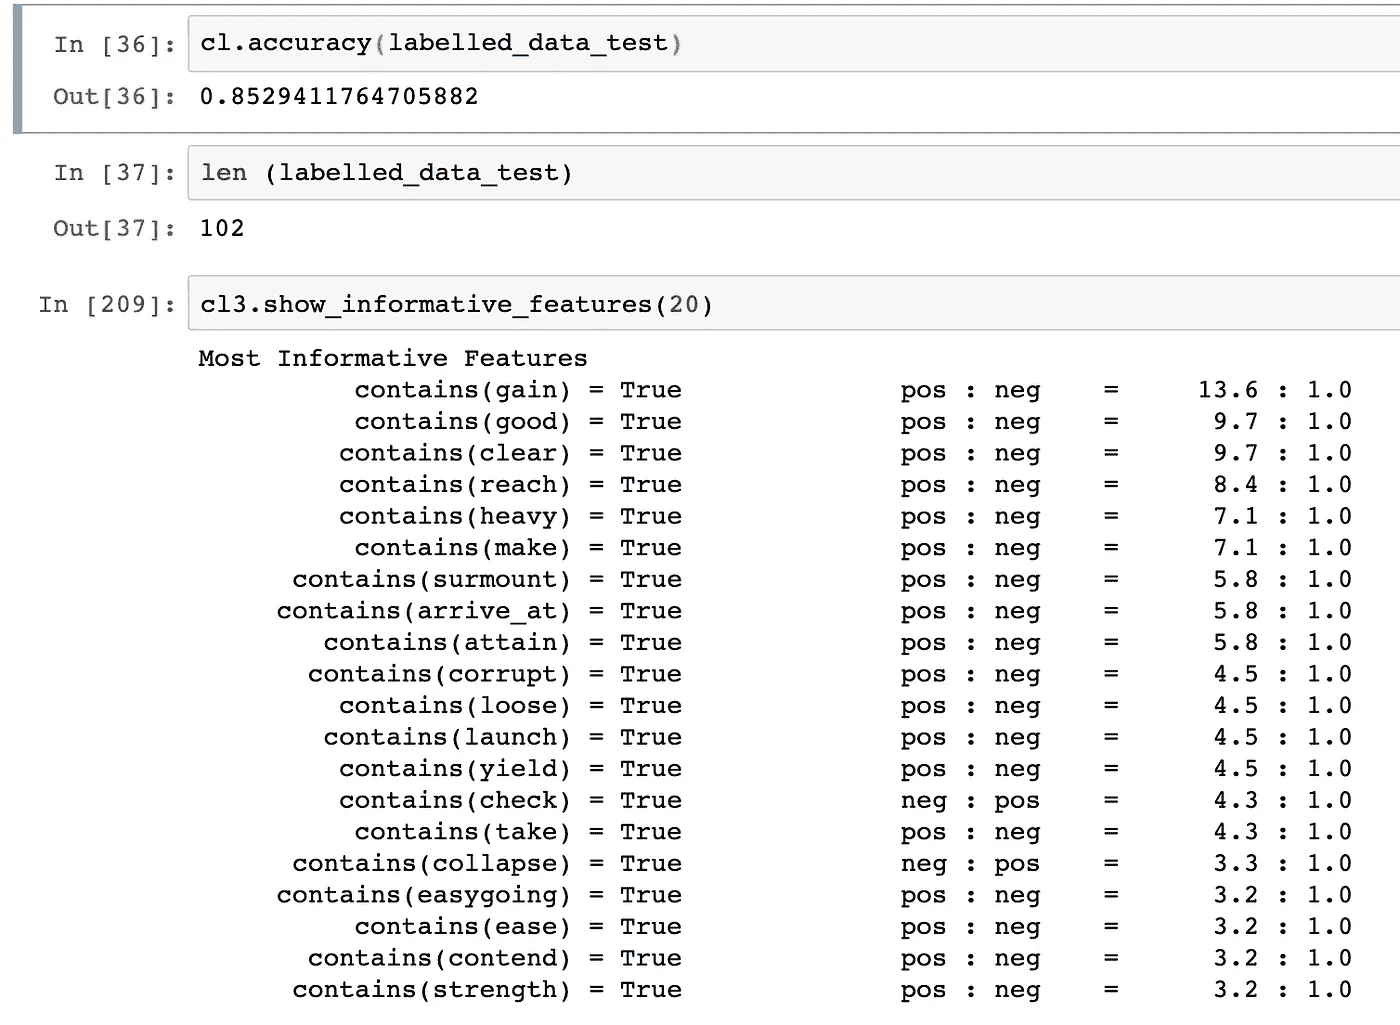 In [36]: cl.accuracy(labelled_data_test)
Out[36]: 0.8529411764705882
In [37]: len (labelled_data_test)
Out[37]: 102
In [209]: cl3.show_informative_features(20)
Most Informative Features
contains(gain) = True pos : neg = 13.6 : 1.0
contains(good) = True pos : neg = 9.7 : 1.0
contains(clear) = True pos : neg = 9.7 : 1.0
contains(reach) = True pos : neg = 8.4 : 1.0
contains(heavy) = True pos : neg = 7.1 : 1.0
contains(make) = True pos : neg = 7.1 : 1.0
contains(surmount) = True pos : neg = 5.8 : 1.0
contains(arrive_at) = True pos : neg = 5.8 : 1.0
contains(attain) = True pos : neg = 5.8 : 1.0
contains(corrupt) = True pos : neg = 4.5 : 1.0
contains(loose) = True pos : neg = 4.5 : 1.0
contains(launch) = True pos : neg = 4.5 : 1.0
contains(yield) = True pos : neg = 4.5 : 1.0
contains(check) = True neg : pos = 4.3 : 1.0
contains(take) = True pos : neg = 4.3 : 1.0
contains(collapse) = True neg : pos = 3.3 : 1.0
contains(easygoing) = True pos : neg = 3.2 : 1.0
contains(ease) = True pos : neg = 3.2 : 1.0
contains(contend) = True pos : neg = 3.2 : 1.0
contains(strength) = True pos : neg = 3.2 : 1.0